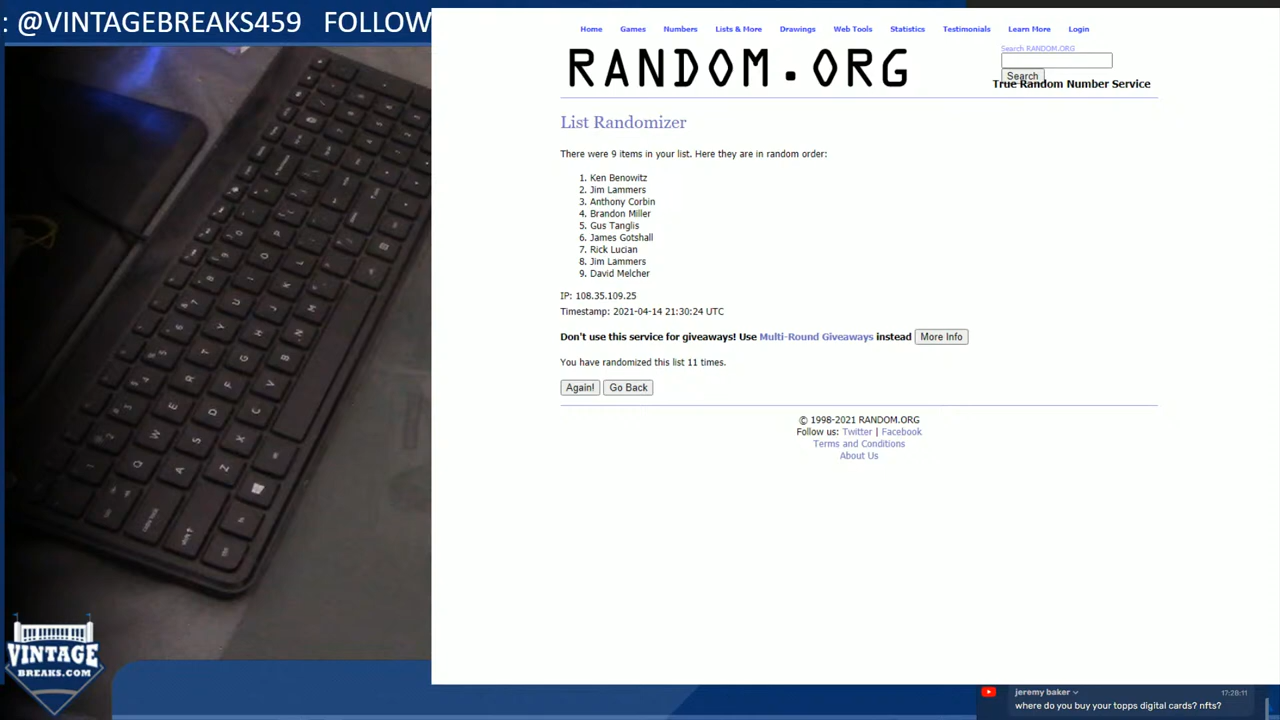 : @VINTAGEBREAKS459 FOLLOW
Home Games Numbers Lists & More Drawings Web Tools Statistics Testimonials Learn More Login
RANDOM.ORG
Search RANDOM.ORG
Search
True Random Number Service
List Randomizer
There were 9 items in your list. Here they are in random order:
1. Ken Benowitz
2. Jim Lammers
3. Anthony Corbin
4. Brandon Miller
5. Gus Tanglis
6. James Gotshall
7. Rick Lucian
8. Jim Lammers
9. David Melcher
IP: 108.35.109.25
Timestamp: 2021-04-14 21:30:24 UTC
Don't use this service for giveaways! Use Multi-Round Giveaways instead More Info
You have randomized this list 11 times.
Again! Go Back
© 1998-2021 RANDOM.ORG
Follow us: Twitter | Facebook
Terms and Conditions
About Us
VINTAGE
BREAKS.COM
jeremy baker 17:28:11
where do you buy your topps digital cards? nfts?